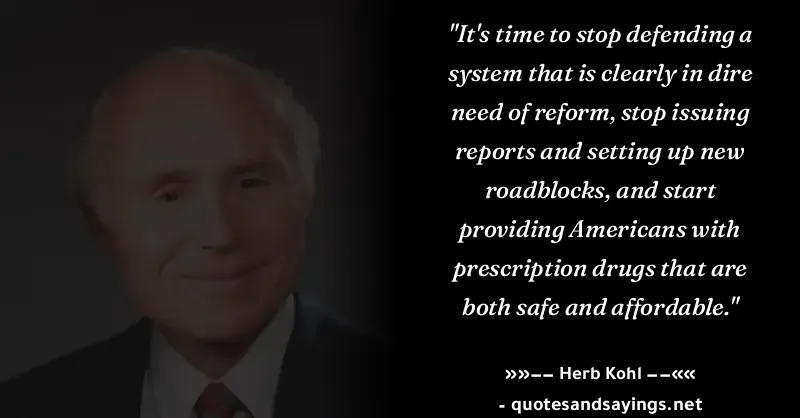 "It's time to stop defending a
system that is clearly in dire
need of reform, stop issuing
reports and setting up new
roadblocks, and start
providing Americans with
prescription drugs that are
both safe and affordable."
»»—— Herb Kohl ——««
- quotesandsayings.net